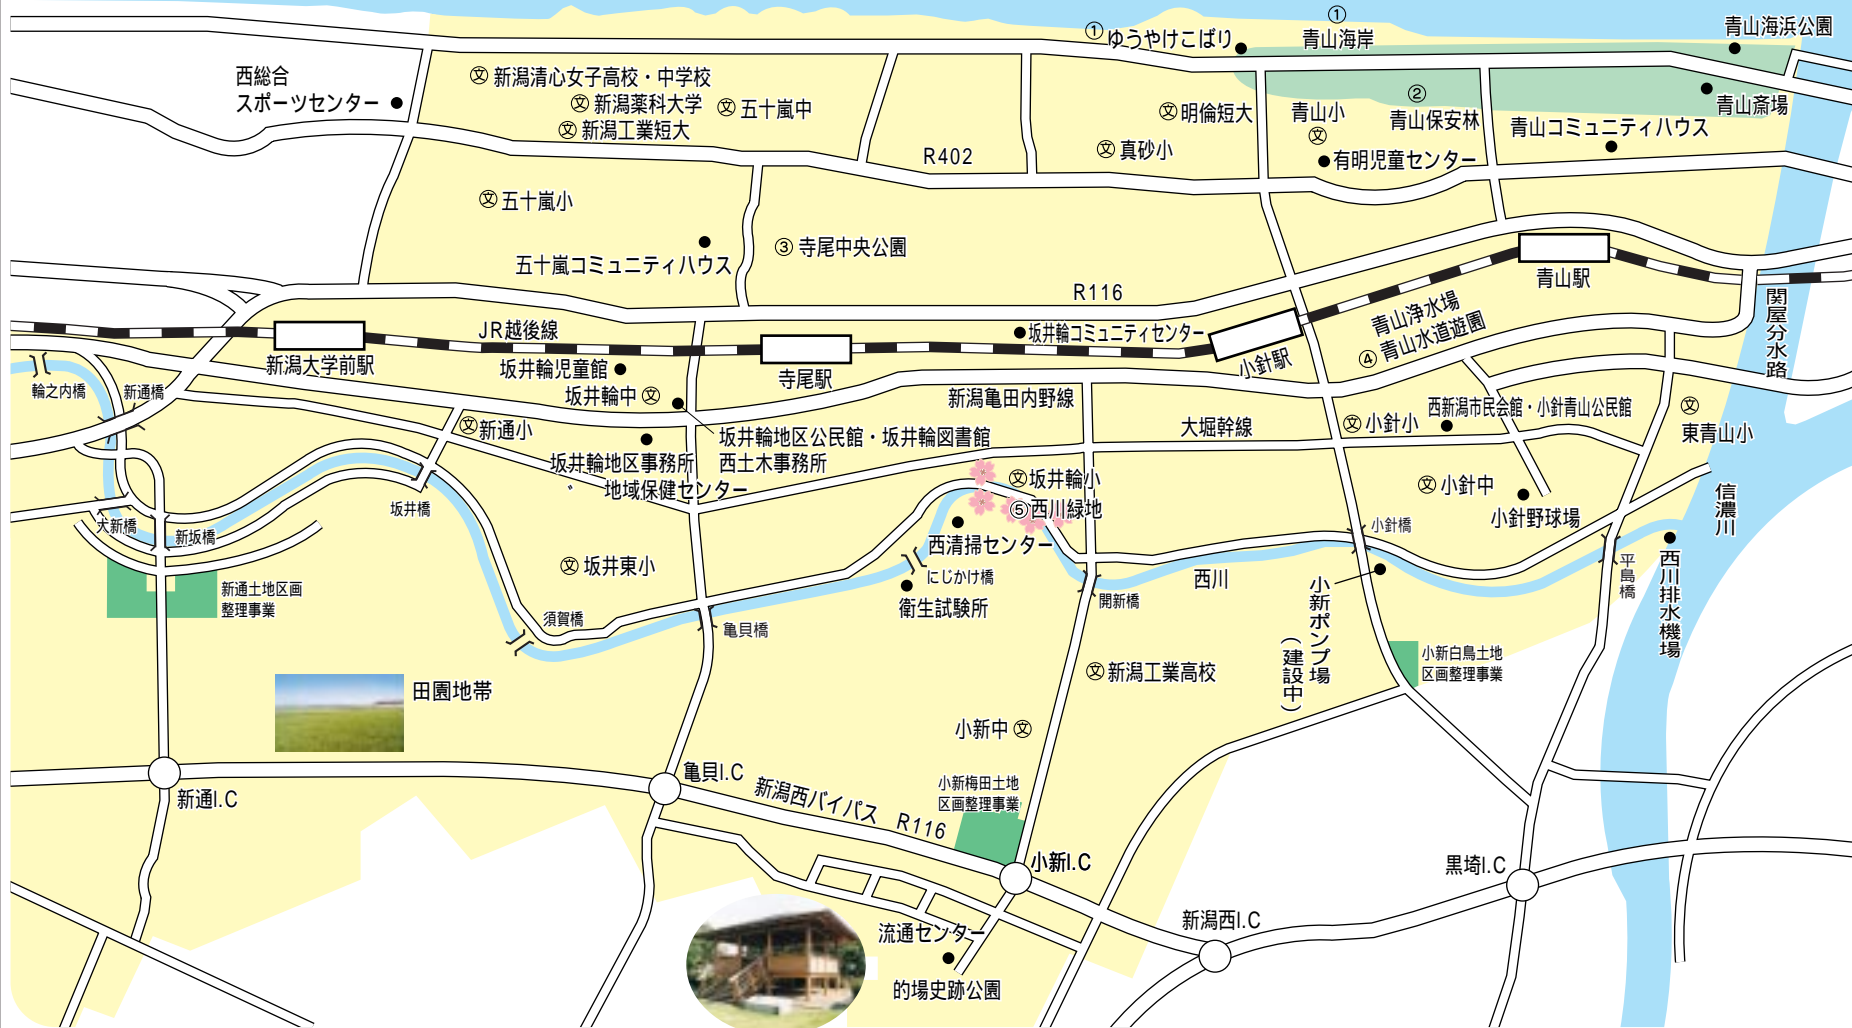 ①
①
ゆうやけこばり
青山海岸
青山海浜公園
西総合
スポーツセンター
文 新潟清心女子高校・中学校
文 新潟薬科大学
文 五十嵐中
文 新潟工業短大
文 明倫短大
青山小
文
②
青山保安林
青山斎場
青山コミュニティハウス
文 真砂小
有明児童センター
R402
文 五十嵐小
五十嵐コミュニティハウス
③ 寺尾中央公園
青山駅
R116
関屋分水路
JR越後線
坂井輪コミュニティセンター
青山浄水場
④ 青山水道遊園
新潟大学前駅
坂井輪児童館
寺尾駅
小針駅
輪之内橋
新通橋
坂井輪中 文
新潟亀田内野線
大堀幹線
西新潟市民会館・小針青山公民館
文 小針小
文
東青山小
文 新通小
坂井輪地区公民館・坂井輪図書館
西土木事務所
坂井輪地区事務所
地域保健センター
文 坂井輪小
⑤ 西川緑地
文 小針中
小針野球場
信濃川
坂井橋
大新橋
新坂橋
西清掃センター
小針橋
文 坂井東小
にじかけ橋
衛生試験所
開新橋
西川
平島橋
西川排水機場
小新ポンプ場
(建設中)
新通土地区画
整理事業
須賀橋
亀貝橋
小新白鳥土地
区画整理事業
文 新潟工業高校
田園地帯
小新中 文
新通I.C
亀貝I.C
新潟西バイパス R116
小新梅田土地
区画整理事業
小新I.C
黒埼I.C
新潟西I.C
流通センター
的場史跡公園